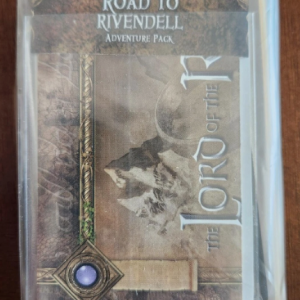 ROAD TO
RIVENDELL
ADVENTURE PACK
THE LORD OF THE R